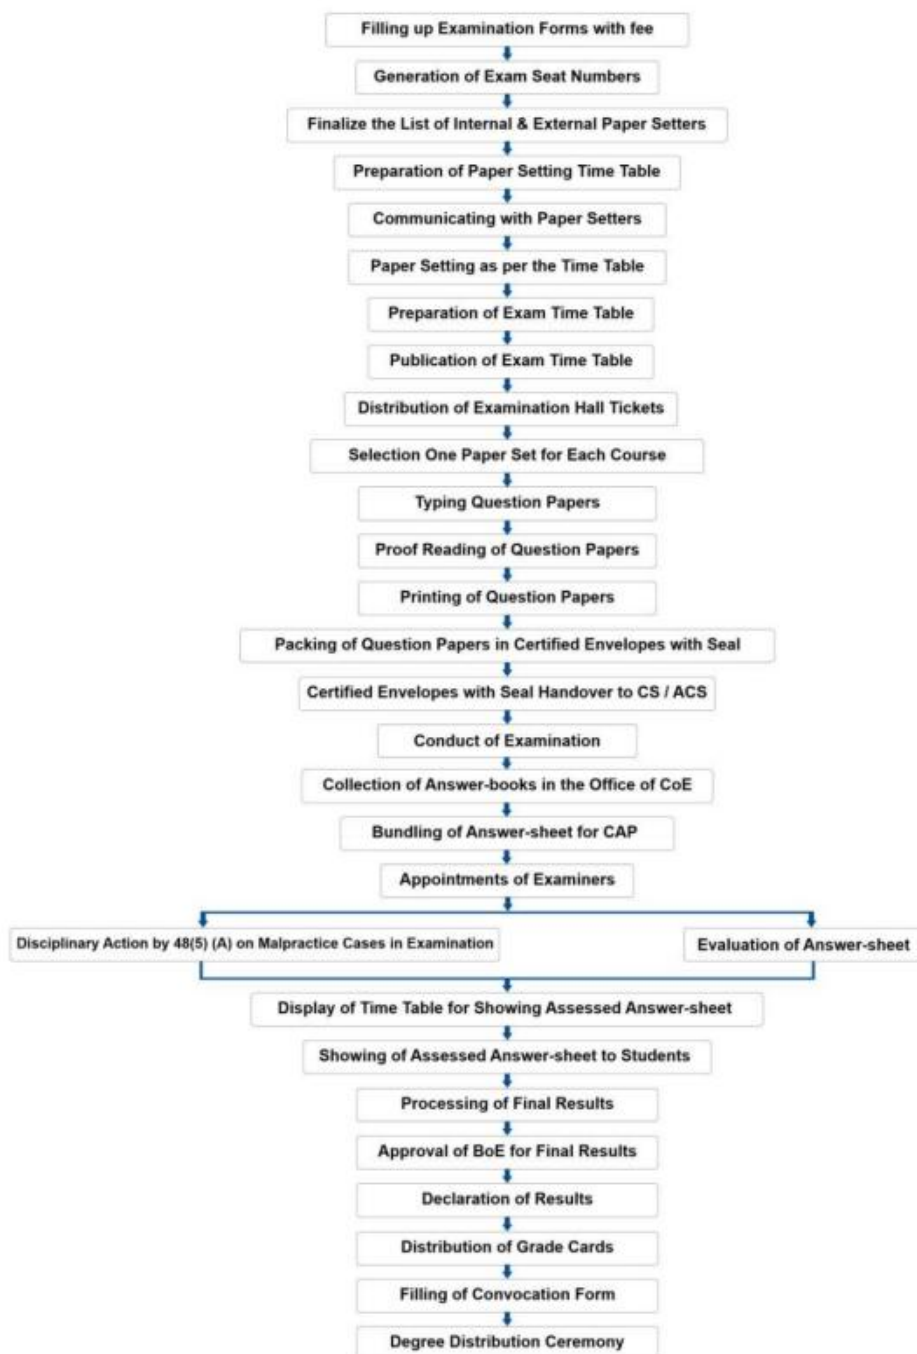 Filling up Examination Forms with fee
Generation of Exam Seat Numbers
Finalize the List of Internal & External Paper Setters
Preparation of Paper Setting Time Table
Communicating with Paper Setters
Paper Setting as per the Time Table
Preparation of Exam Time Table
Publication of Exam Time Table
Distribution of Examination Hall Tickets
Selection One Paper Set for Each Course
Typing Question Papers
Proof Reading of Question Papers
Printing of Question Papers
Packing of Question Papers in Certified Envelopes with Seal
Certified Envelopes with Seal Handover to CS / ACS
Conduct of Examination
Collection of Answer-books in the Office of CoE
Bundling of Answer-sheet for CAP
Appointments of Examiners
Disciplinary Action by 48(5) (A) on Malpractice Cases in Examination
Evaluation of Answer-sheet
Display of Time Table for Showing Assessed Answer-sheet
Showing of Assessed Answer-sheet to Students
Processing of Final Results
Approval of BoE for Final Results
Declaration of Results
Distribution of Grade Cards
Filling of Convocation Form
Degree Distribution Ceremony